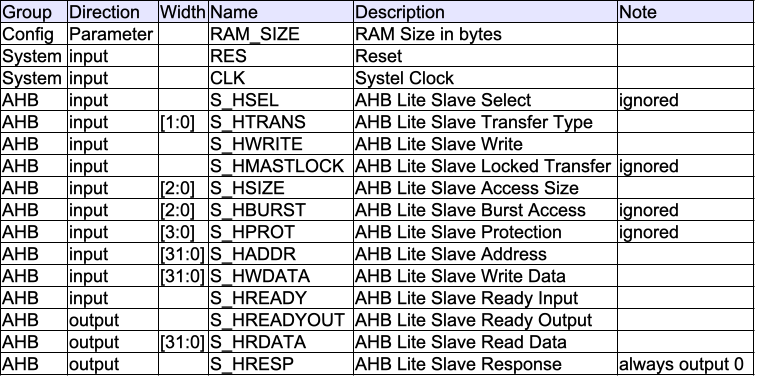 Group Direction Width Name Description Note
Config Parameter RAM_SIZE RAM Size in bytes
System input RES Reset
System input CLK Systel Clock
AHB input S_HSEL AHB Lite Slave Select ignored
AHB input [1:0] S_HTRANS AHB Lite Slave Transfer Type
AHB input S_HWRITE AHB Lite Slave Write
AHB input S_HMASTLOCK AHB Lite Slave Locked Transfer ignored
AHB input [2:0] S_HSIZE AHB Lite Slave Access Size
AHB input [2:0] S_HBURST AHB Lite Slave Burst Access ignored
AHB input [3:0] S_HPROT AHB Lite Slave Protection ignored
AHB input [31:0] S_HADDR AHB Lite Slave Address
AHB input [31:0] S_HWDATA AHB Lite Slave Write Data
AHB input S_HREADY AHB Lite Slave Ready Input
AHB output S_HREADYOUT AHB Lite Slave Ready Output
AHB output [31:0] S_HRDATA AHB Lite Slave Read Data
AHB output S_HRESP AHB Lite Slave Response always output 0